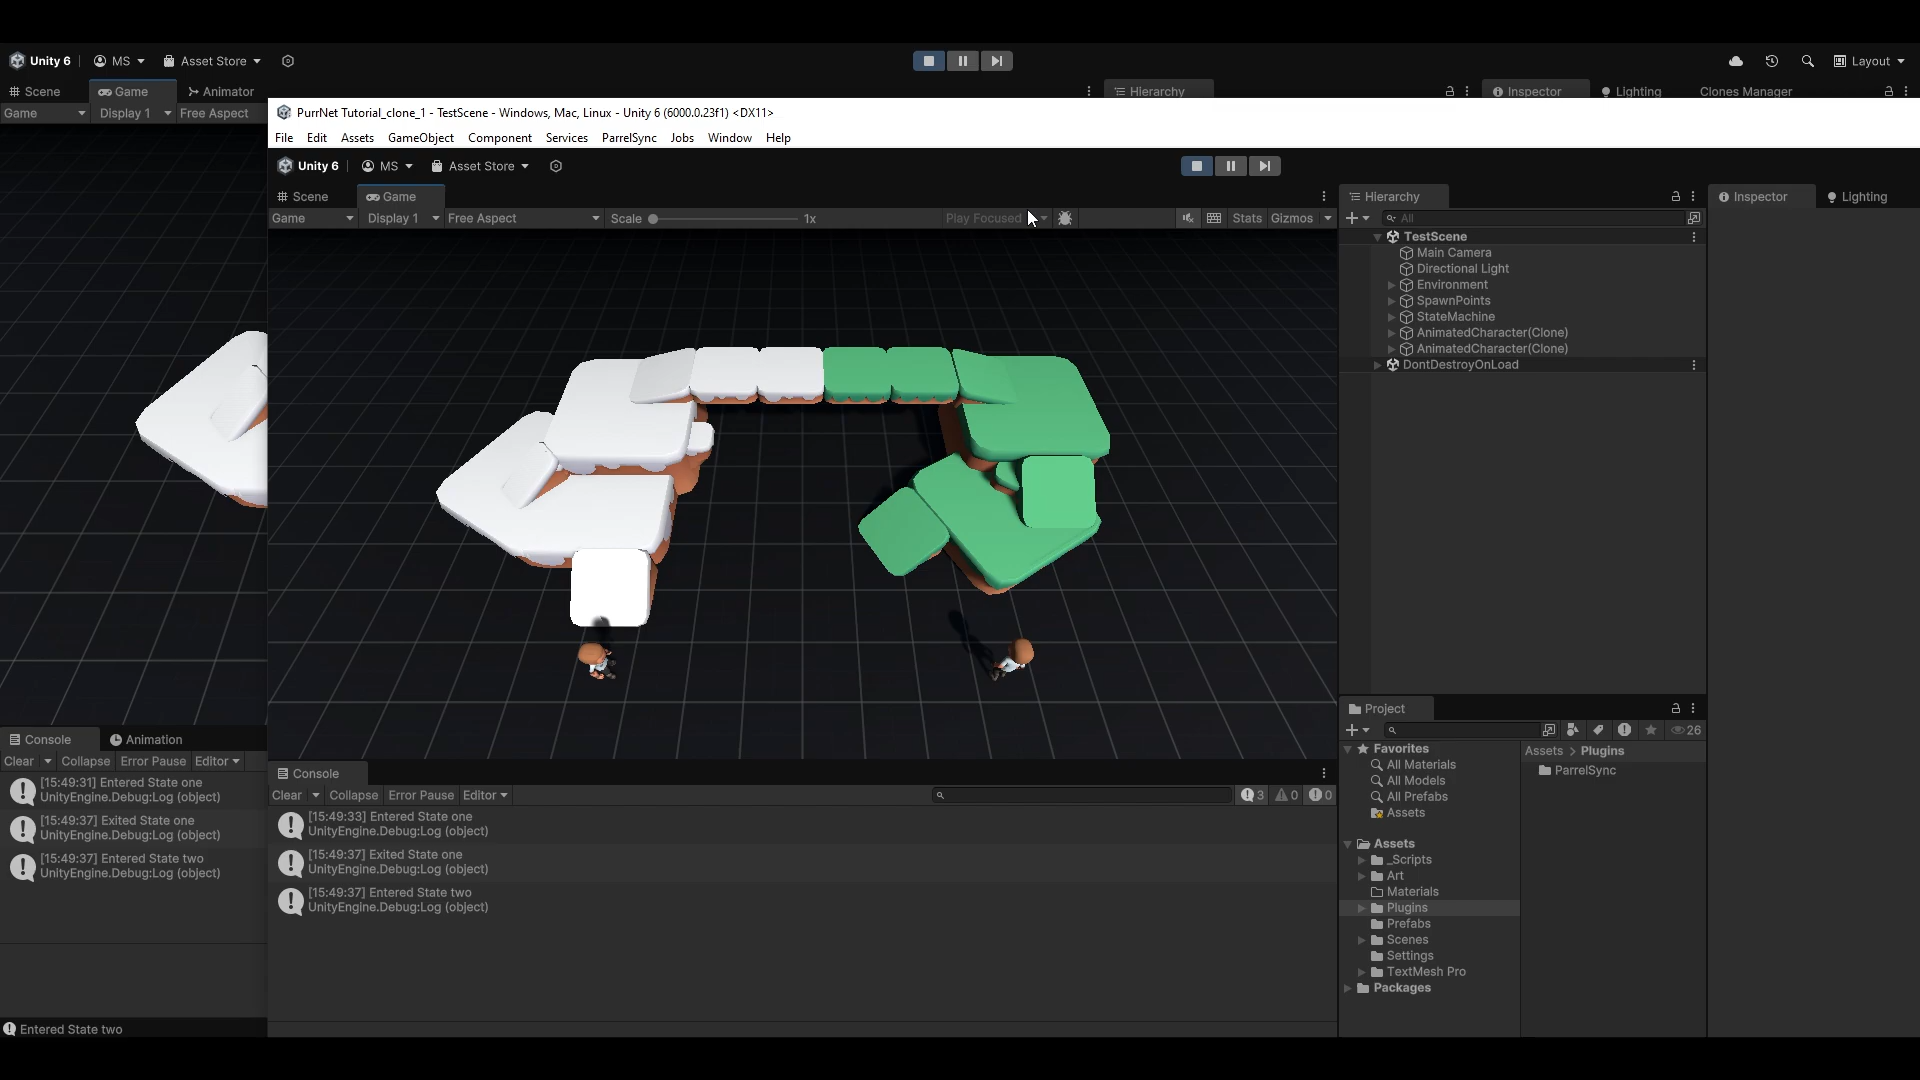 Unity 6
MS
Asset Store
Layout
Scene
Game
Animator
Hierarchy
Inspector
Lighting
Clones Manager
Game
Display 1
Free Aspect
PurrNet Tutorial_clone_1 - TestScene - Windows, Mac, Linux - Unity 6 (6000.0.23f1) <DX11>
File Edit Assets GameObject Component Services ParrelSync Jobs Window Help
Unity 6
MS
Asset Store
Scene
Game
Hierarchy
Inspector
Lighting
Game
Display 1
Free Aspect
Scale
1x
Play Focused
Stats
Gizmos
All
TestScene
Main Camera
Directional Light
Environment
SpawnPoints
StateMachine
AnimatedCharacter(Clone)
AnimatedCharacter(Clone)
DontDestroyOnLoad
Project
26
Favorites
All Materials
All Models
All Prefabs
Assets
Assets
_Scripts
Art
Materials
Plugins
Prefabs
Scenes
Settings
TextMesh Pro
Packages
Assets > Plugins
ParrelSync
Console
Animation
Clear
Collapse
Error Pause
Editor
[15:49:31] Entered State one
UnityEngine.Debug:Log (object)
[15:49:37] Exited State one
UnityEngine.Debug:Log (object)
[15:49:37] Entered State two
UnityEngine.Debug:Log (object)
Entered State two
Console
Clear
Collapse
Error Pause
Editor
3
0
0
[15:49:33] Entered State one
UnityEngine.Debug:Log (object)
[15:49:37] Exited State one
UnityEngine.Debug:Log (object)
[15:49:37] Entered State two
UnityEngine.Debug:Log (object)